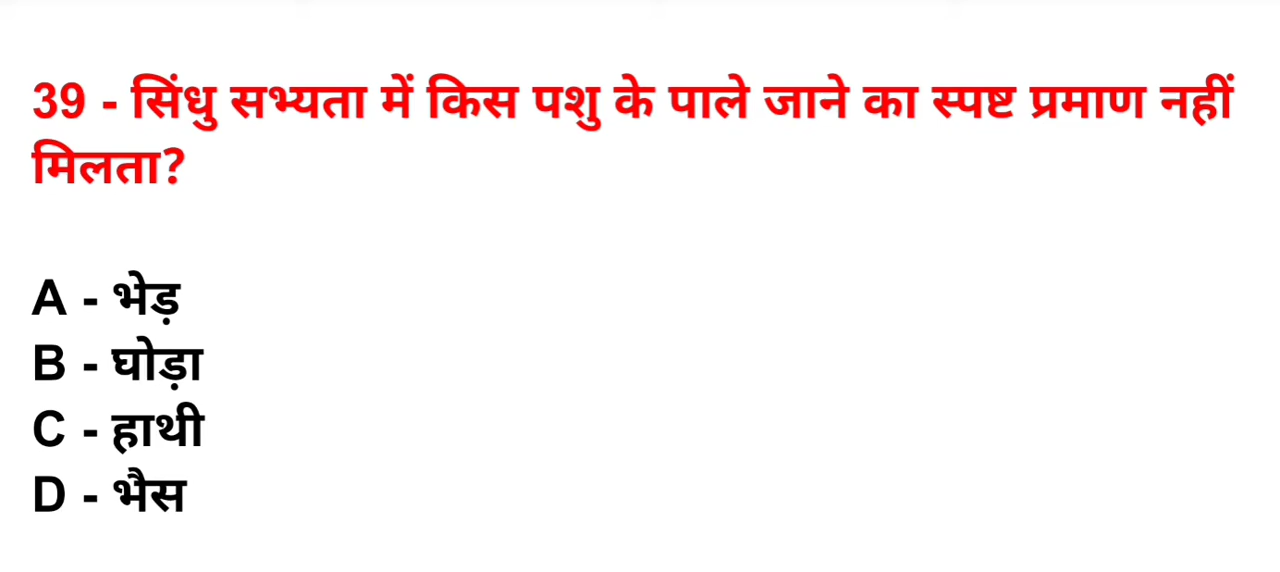 39 - सिंधु सभ्यता में किस पशु के पाले जाने का स्पष्ट प्रमाण नहीं
मिलता?
A - भेड़
B - घोड़ा
C - हाथी
D - भैस